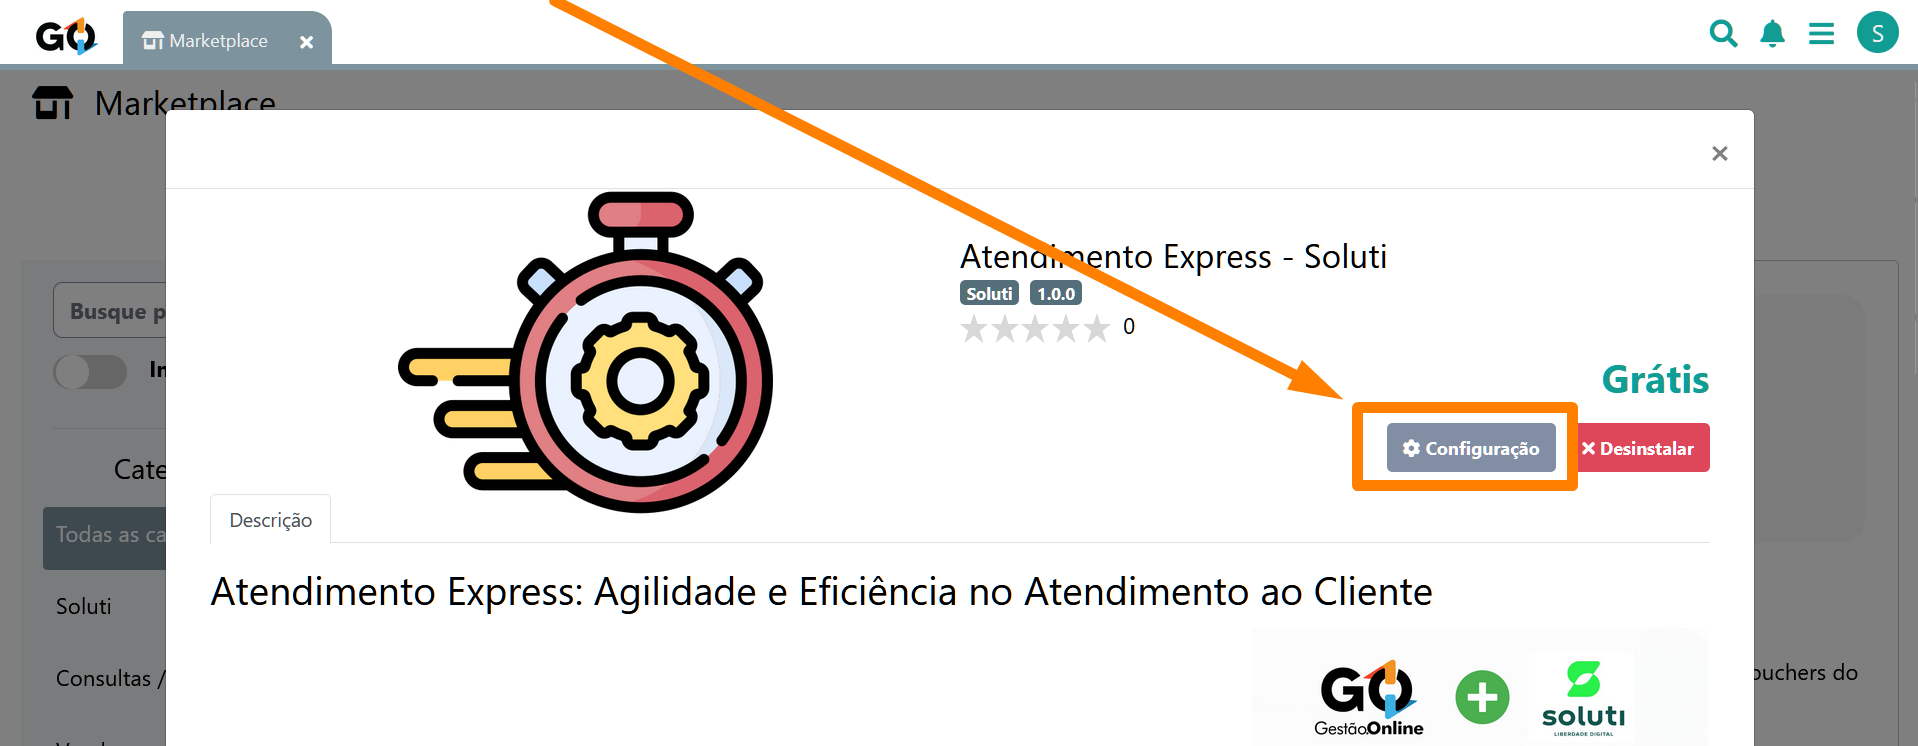 GO
Marketplace
S
Marketplace
Atendimento Express - Soluti
Soluti 1.0.0
0
Busque p
In
Grátis
Configuração
Desinstalar
Cate
Descrição
Todas as ca
Atendimento Express: Agilidade e Eficiência no Atendimento ao Cliente
Soluti
Consultas /
ouchers do
GO
GestãoOnline
soluti
LIBERDADE DIGITAL